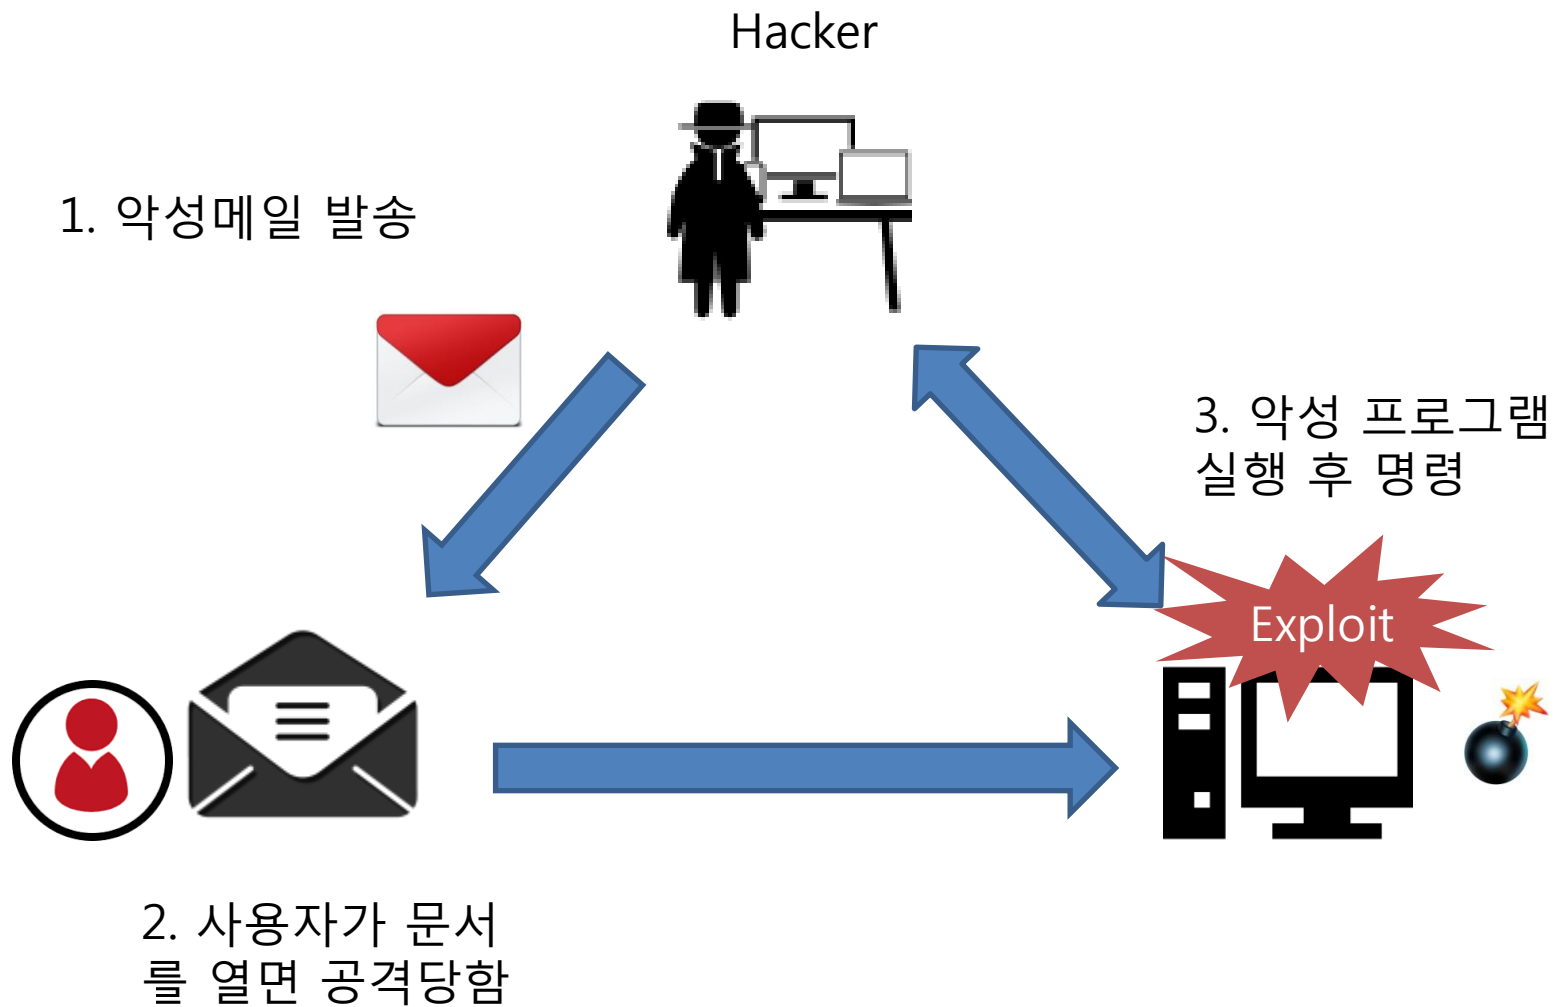 Hacker
1. 악성메일 발송
3. 악성 프로그램
실행 후 명령
Exploit
2. 사용자가 문서
를 열면 공격당함